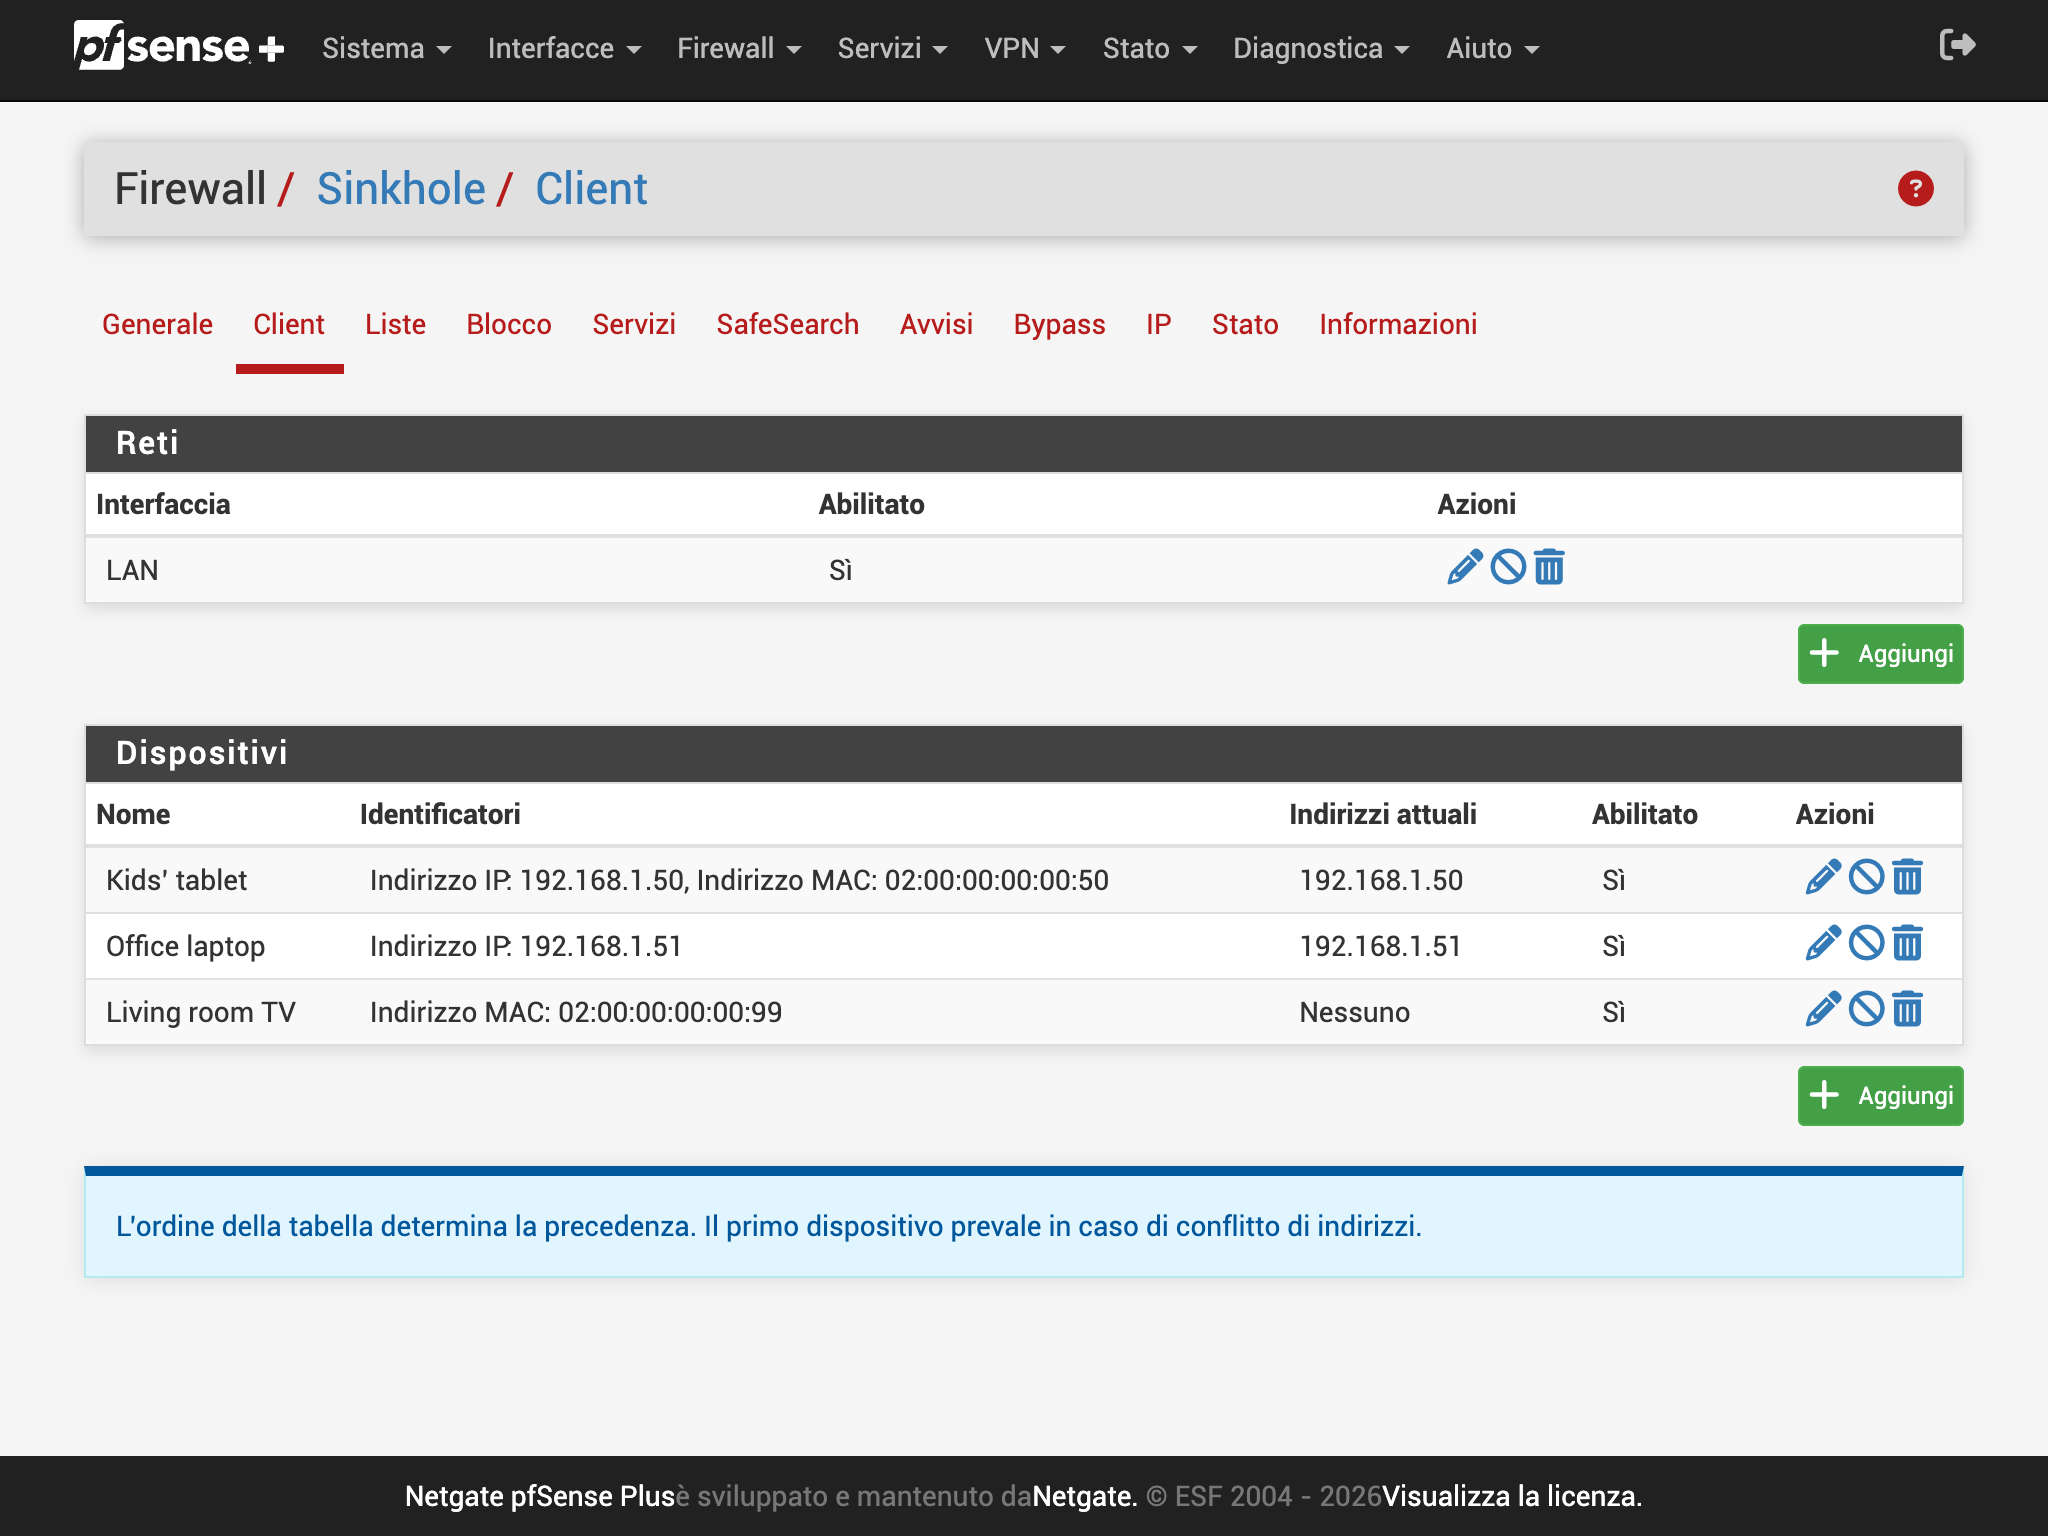 pfsense+ Sistema Interfacce Firewall Servizi VPN Stato Diagnostica Aiuto
Firewall / Sinkhole / Client
Generale Client Liste Blocco Servizi SafeSearch Avvisi Bypass IP Stato Informazioni
Reti
Interfaccia Abilitato Azioni
LAN Sì
Aggiungi
Dispositivi
Nome Identificatori Indirizzi attuali Abilitato Azioni
Kids' tablet Indirizzo IP: 192.168.1.50, Indirizzo MAC: 02:00:00:00:00:50 192.168.1.50 Sì
Office laptop Indirizzo IP: 192.168.1.51 192.168.1.51 Sì
Living room TV Indirizzo MAC: 02:00:00:00:00:99 Nessuno Sì
Aggiungi
L'ordine della tabella determina la precedenza. Il primo dispositivo prevale in caso di conflitto di indirizzi.
Netgate pfSense Plusè sviluppato e mantenuto daNetgate. © ESF 2004 - 2026Visualizza la licenza.